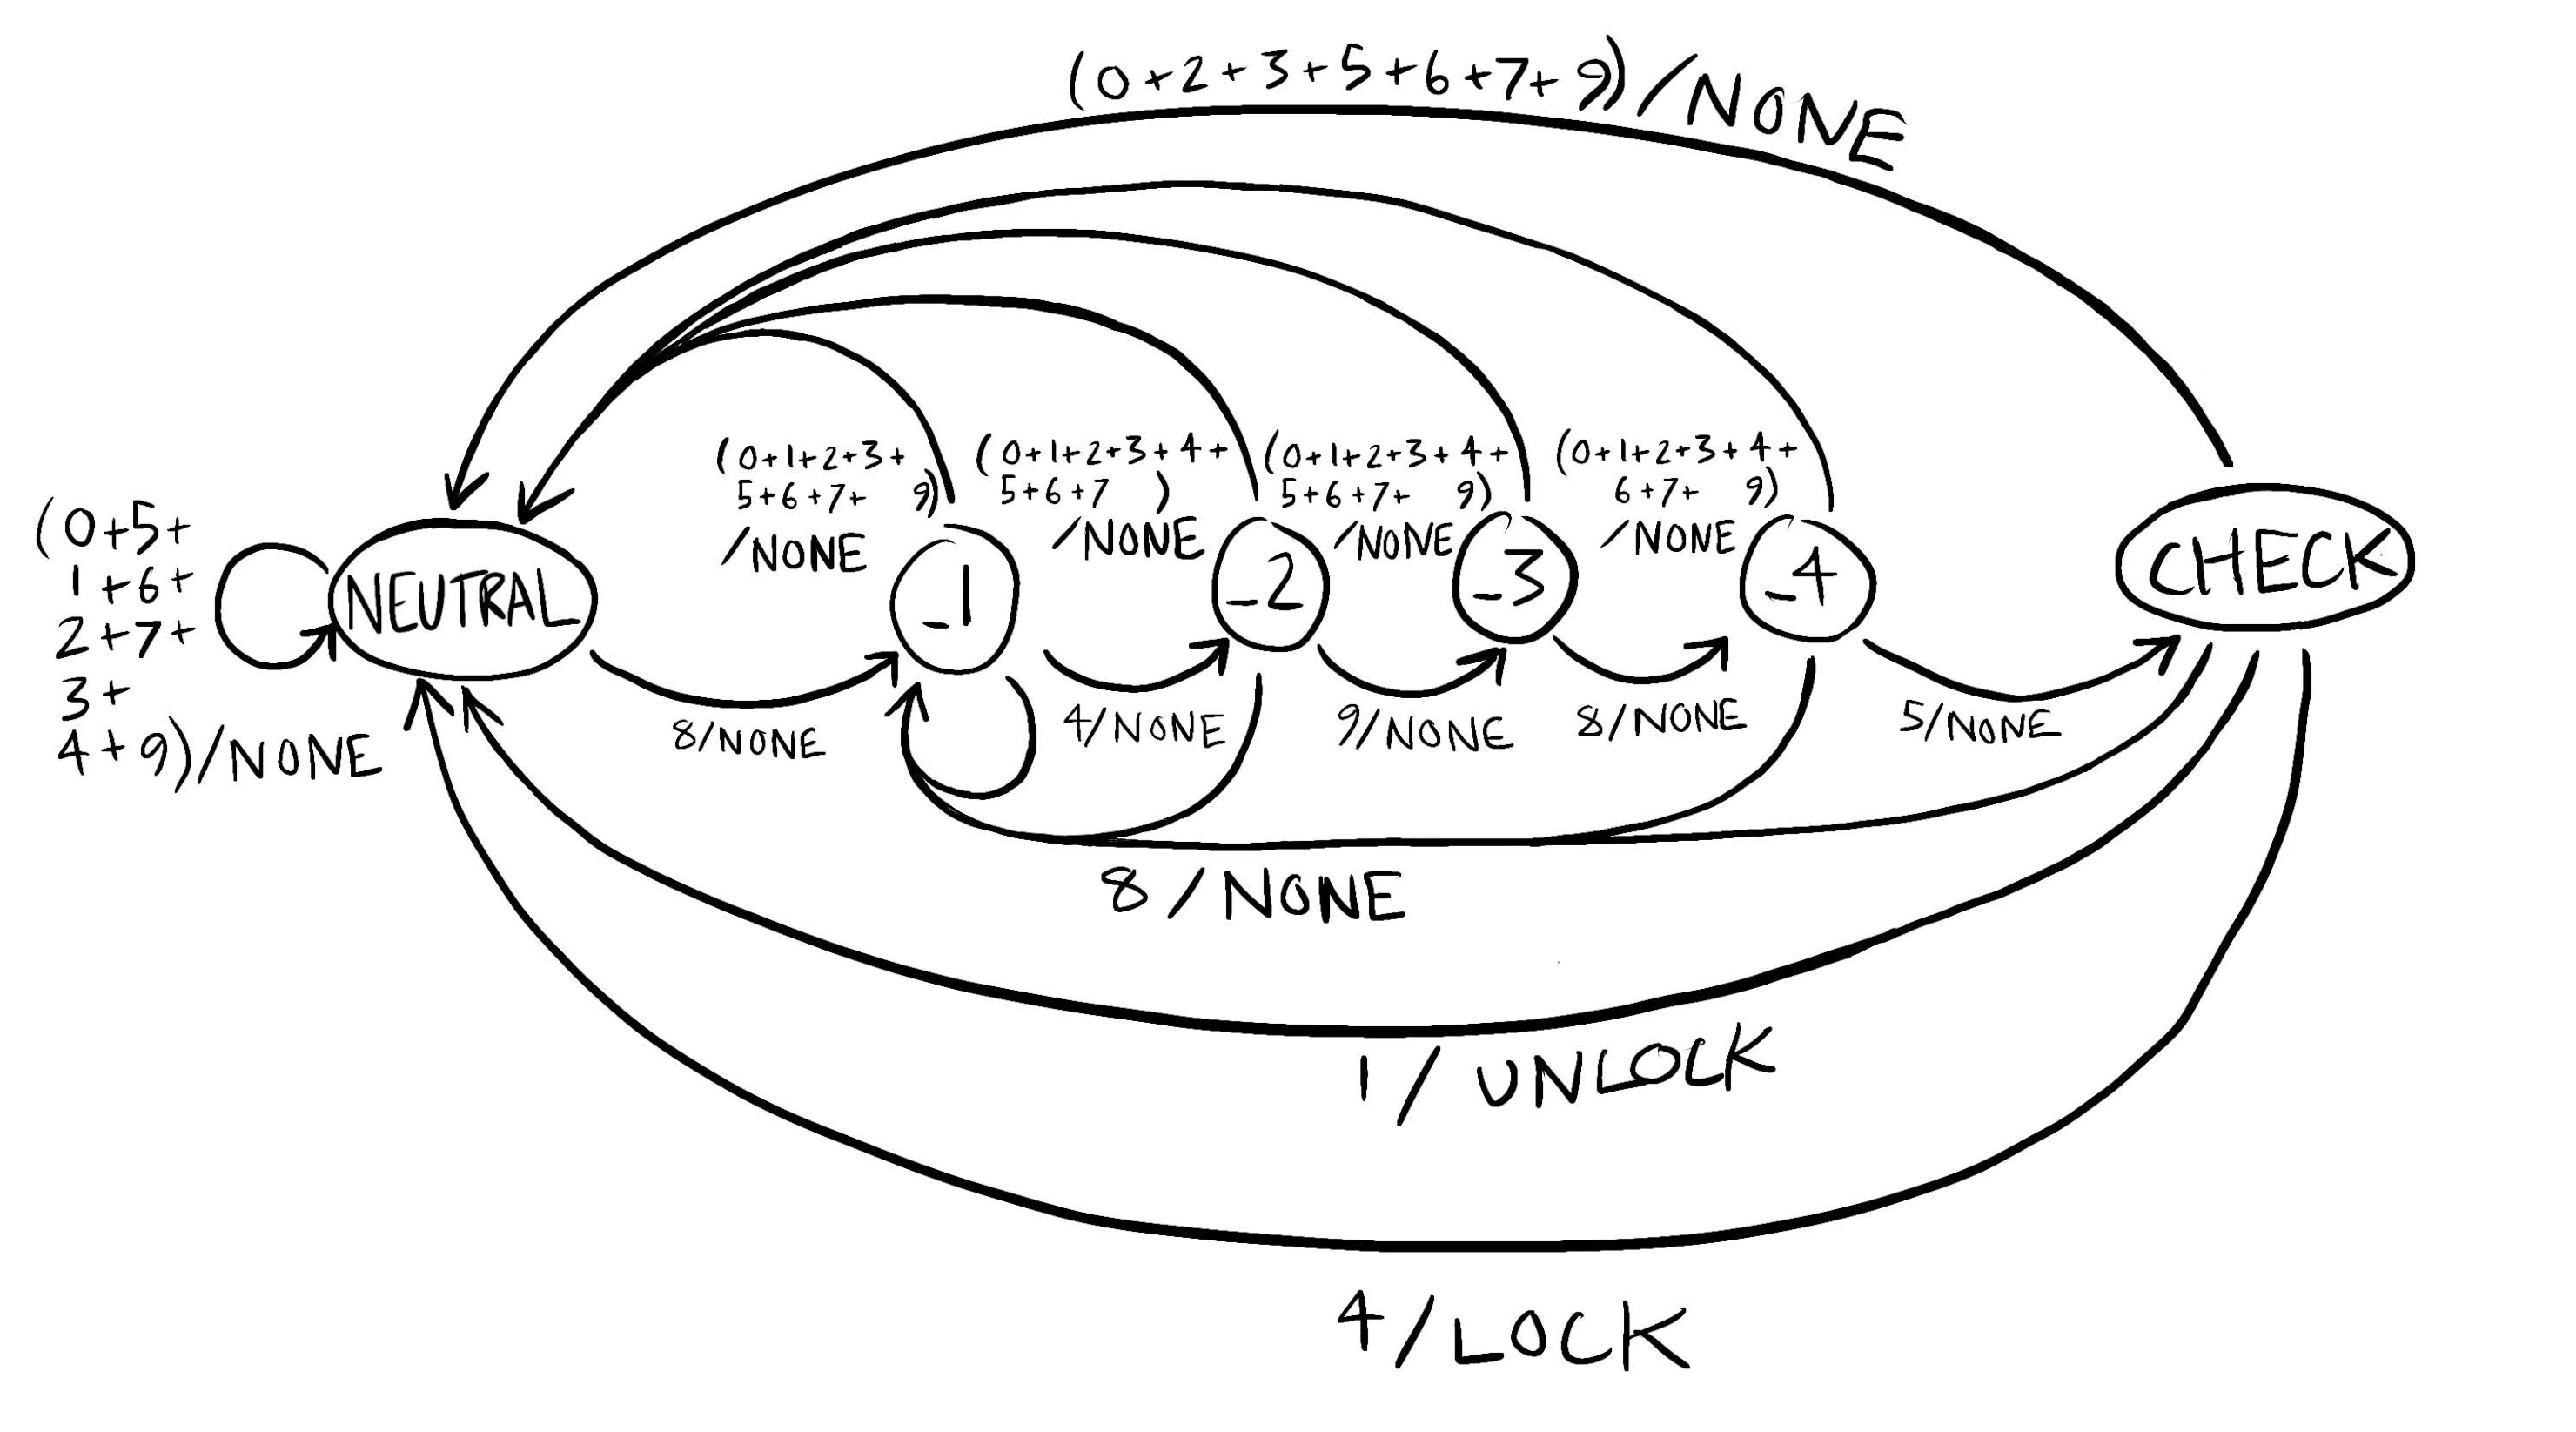 (0+2+3+5+6+7+9)/NONE
(0+5+
1+6+
2+7+
3+
4+9)/NONE
NEUTRAL
(0+1+2+3+
5+6+7+ 9)
/NONE
(0+1+2+3+4+
5+6+7 )
/NONE
(0+1+2+3+4+
5+6+7+ 9)
/NONE
(0+1+2+3+4+
6+7+ 9)
/NONE
_1
_2
_3
_4
CHECK
8/NONE
4/NONE
9/NONE
8/NONE
5/NONE
8/NONE
1/UNLOCK
4/LOCK